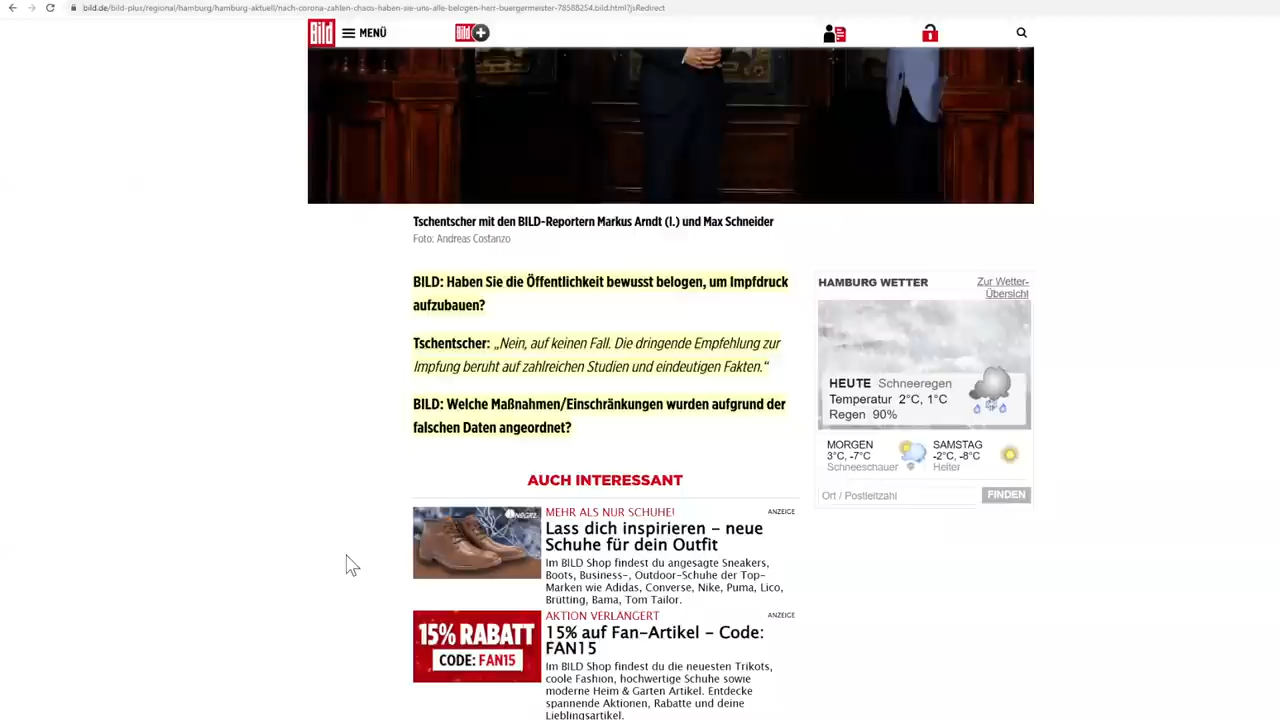 bild.de/bild-plus/regional/hamburg/hamburg-aktuell/nach-corona-zahlen-chaos-haben-sie-uns-alle-belogen-herr-buergermeister-78588254.bild.html?jsRedirect
Bild MENÜ Bild+
Tschentscher mit den BILD-Reportern Markus Arndt (l.) und Max Schneider
Foto: Andreas Costanzo
BILD: Haben Sie die Öffentlichkeit bewusst belogen, um Impfdruck
aufzubauen?
Tschentscher: „Nein, auf keinen Fall. Die dringende Empfehlung zur
Impfung beruht auf zahlreichen Studien und eindeutigen Fakten.“
BILD: Welche Maßnahmen/Einschränkungen wurden aufgrund der
falschen Daten angeordnet?
AUCH INTERESSANT
MEHR ALS NUR SCHUHE! ANZEIGE
Lass dich inspirieren – neue
Schuhe für dein Outfit
Im BILD Shop findest du angesagte Sneakers,
Boots, Business-, Outdoor-Schuhe der Top-
Marken wie Adidas, Converse, Nike, Puma, Lico,
Brütting, Bama, Tom Tailor.
15% RABATT
CODE: FAN15
AKTION VERLÄNGERT ANZEIGE
15% auf Fan-Artikel – Code:
FAN15
Im BILD Shop findest du die neuesten Trikots,
coole Fashion, hochwertige Schuhe sowie
moderne Heim & Garten Artikel. Entdecke
spannende Aktionen, Rabatte und deine
Lieblingsartikel.
HAMBURG WETTER
Zur Wetter-
Übersicht
HEUTE Schneeregen
Temperatur 2°C, 1°C
Regen 90%
MORGEN
3°C, -7°C
Schneeschauer
SAMSTAG
-2°C, -8°C
Heiter
Ort / Postleitzahl FINDEN